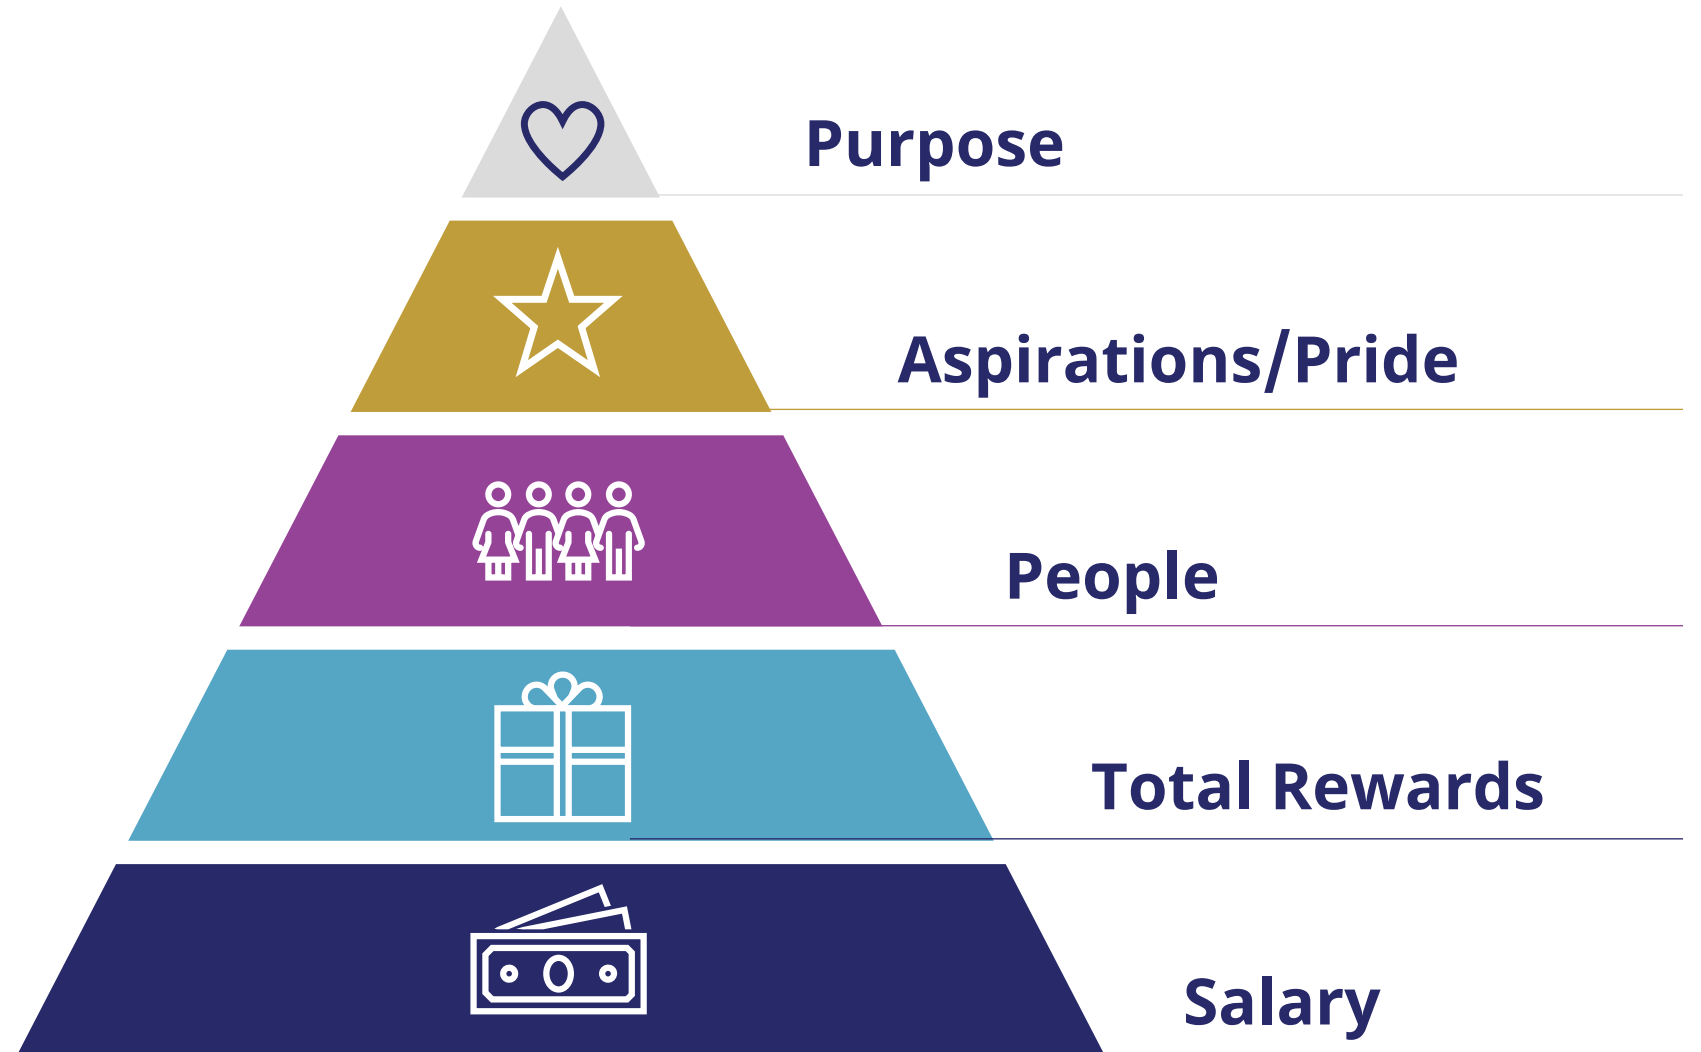 Purpose
Aspirations/Pride
People
Total Rewards
Salary